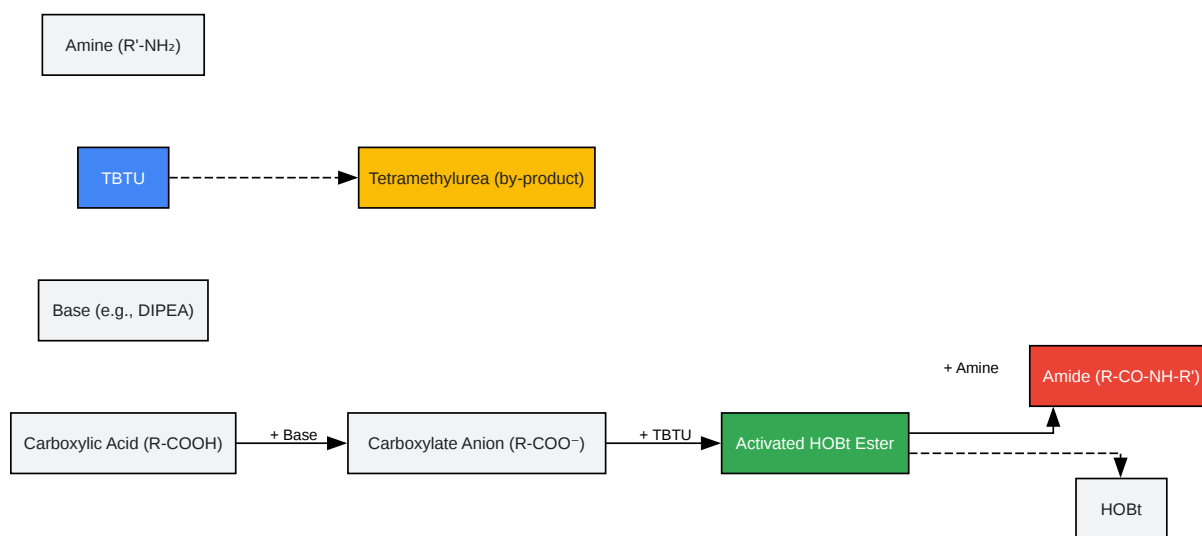 Amine (R'-NH₂)
TBTU
Tetramethylurea (by-product)
Base (e.g., DIPEA)
+ Amine
Amide (R-CO-NH-R')
Carboxylic Acid (R-COOH)
+ Base
Carboxylate Anion (R-COO⁻)
+ TBTU
Activated HOBt Ester
HOBt